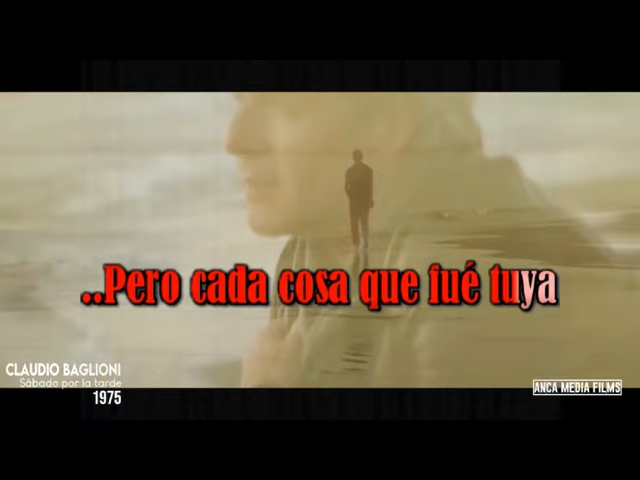 ..Pero cada cosa que fué tuya
CLAUDIO BAGLIONI
Sábado por la tarde
1975
ANCA MEDIA FILMS